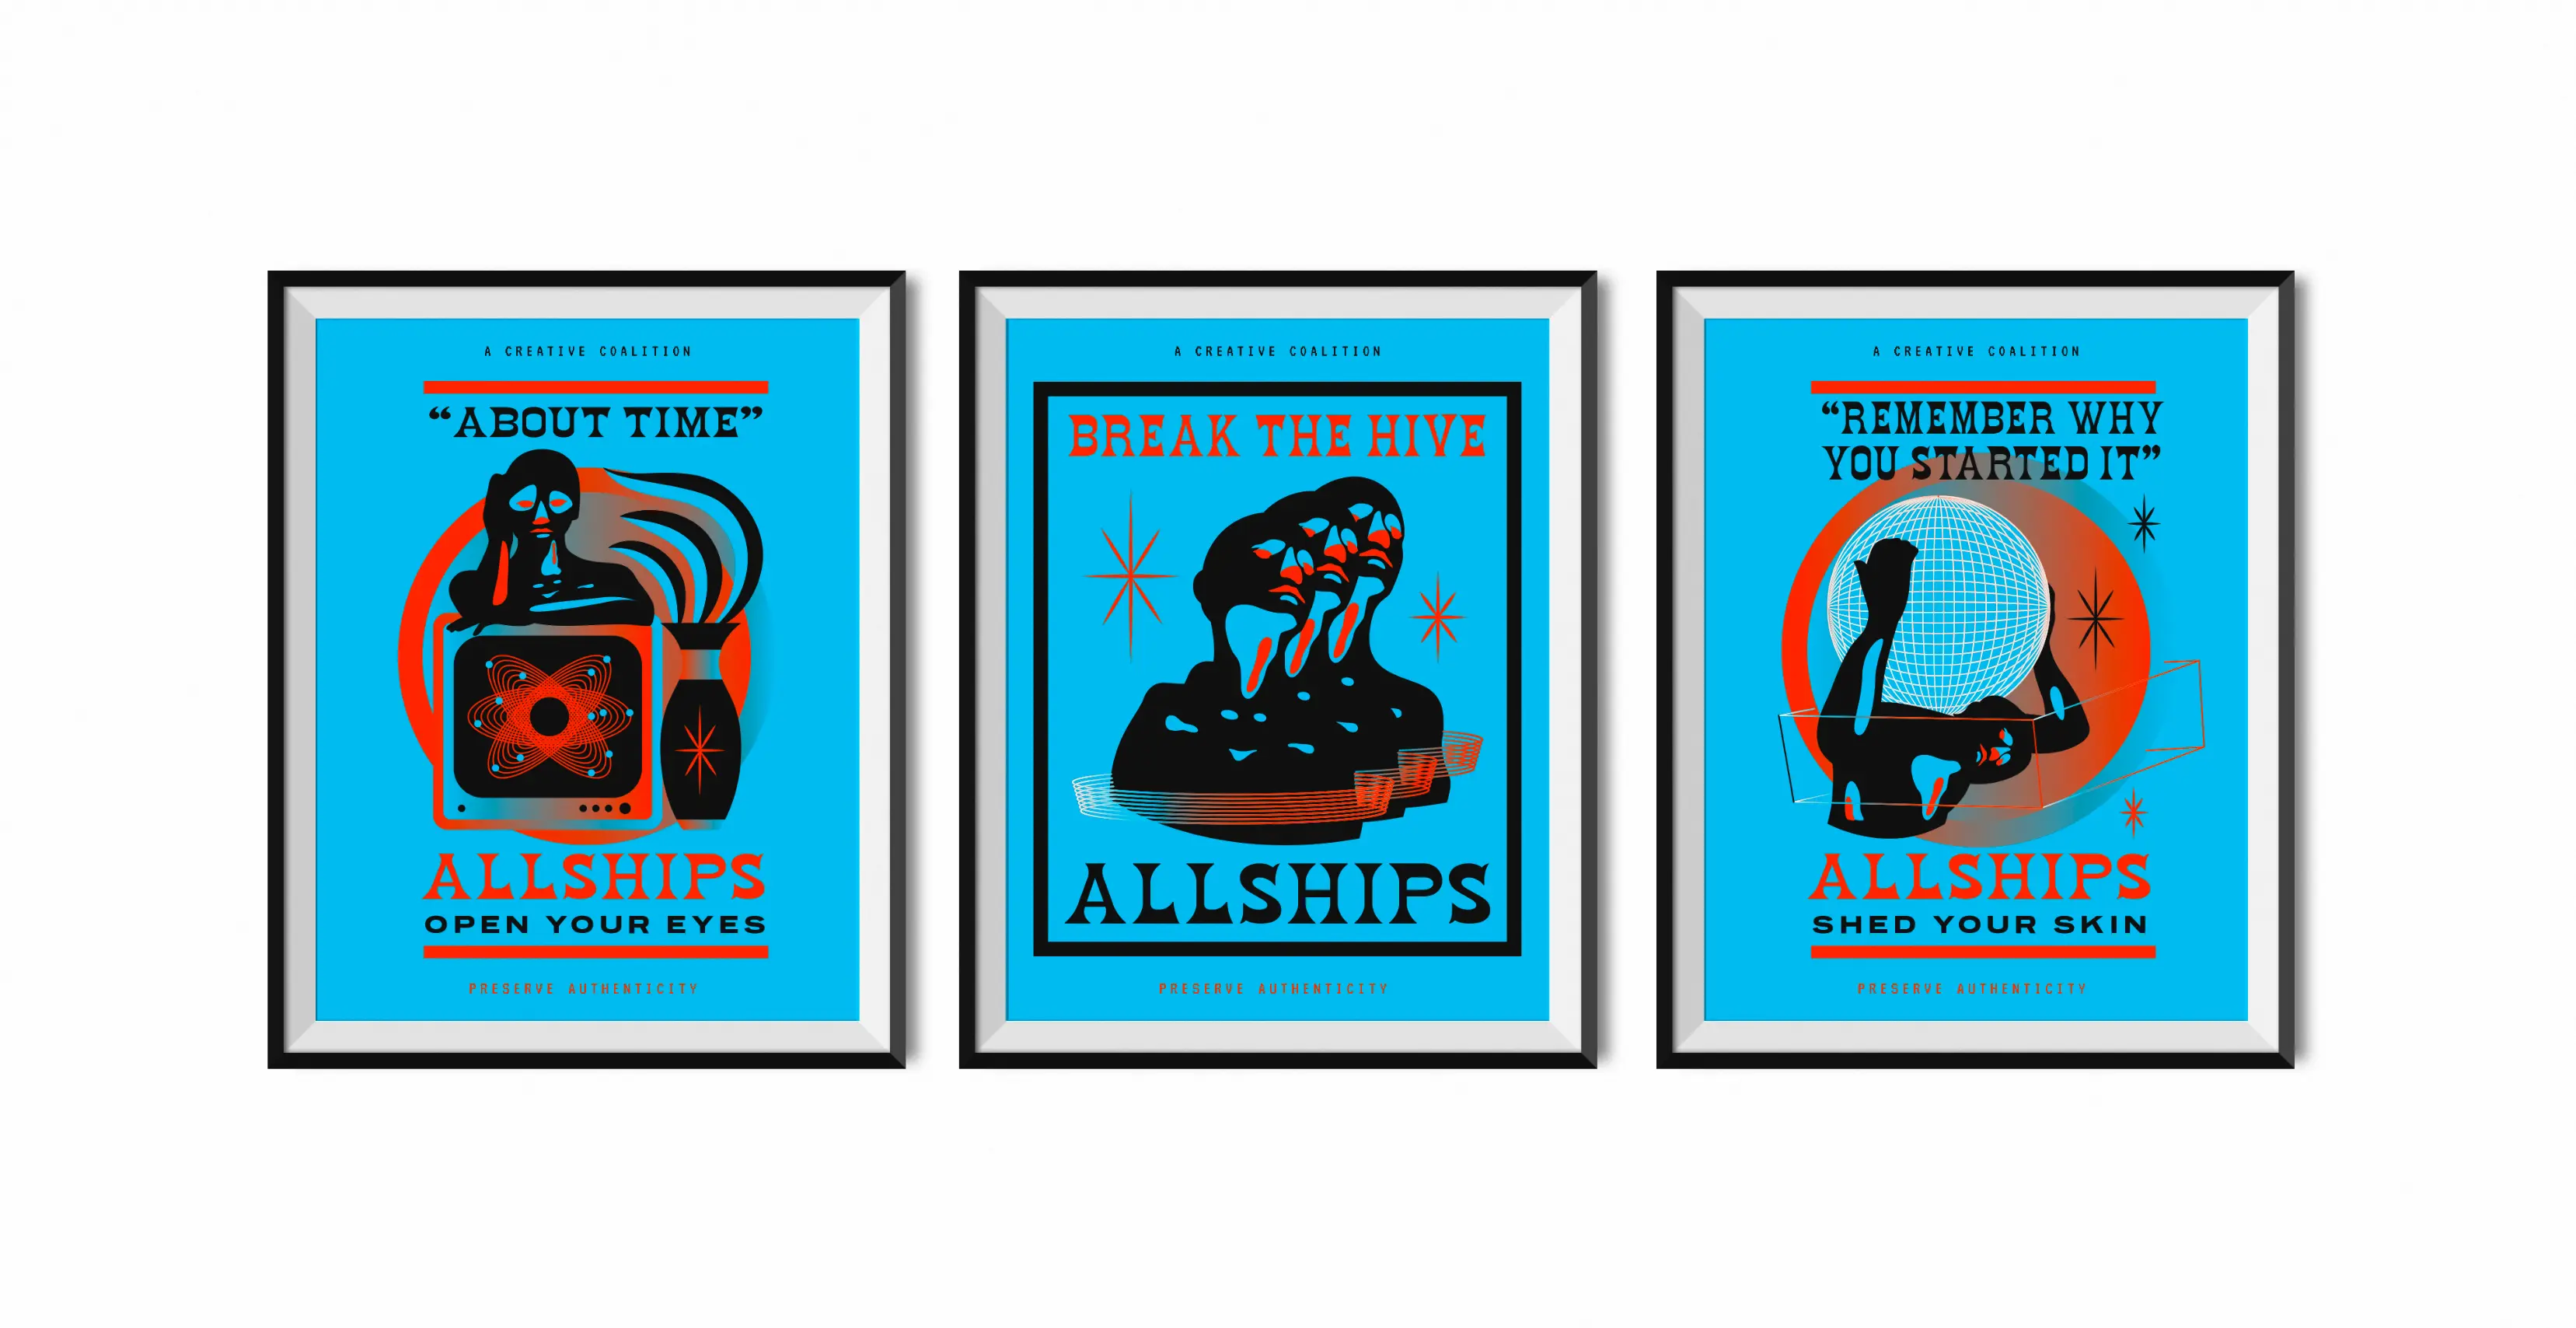 A CREATIVE COALITION
“ABOUT TIME”
ALLSHIPS
OPEN YOUR EYES
PRESERVE AUTHENTICITY
A CREATIVE COALITION
BREAK THE HIVE
ALLSHIPS
PRESERVE AUTHENTICITY
A CREATIVE COALITION
“REMEMBER WHY
YOU STARTED IT”
ALLSHIPS
SHED YOUR SKIN
PRESERVE AUTHENTICITY